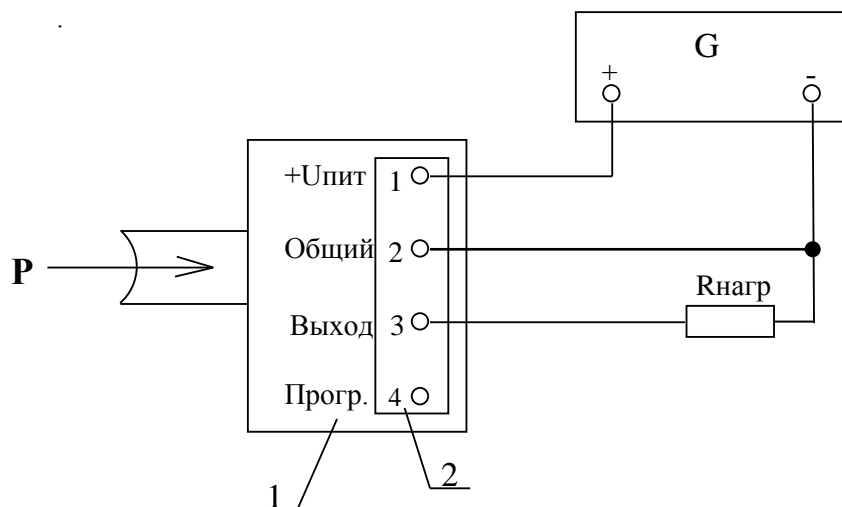 G
+ -
+Uпит 1
Общий 2
P
Rнагр
Выход 3
Прогр. 4
1 2